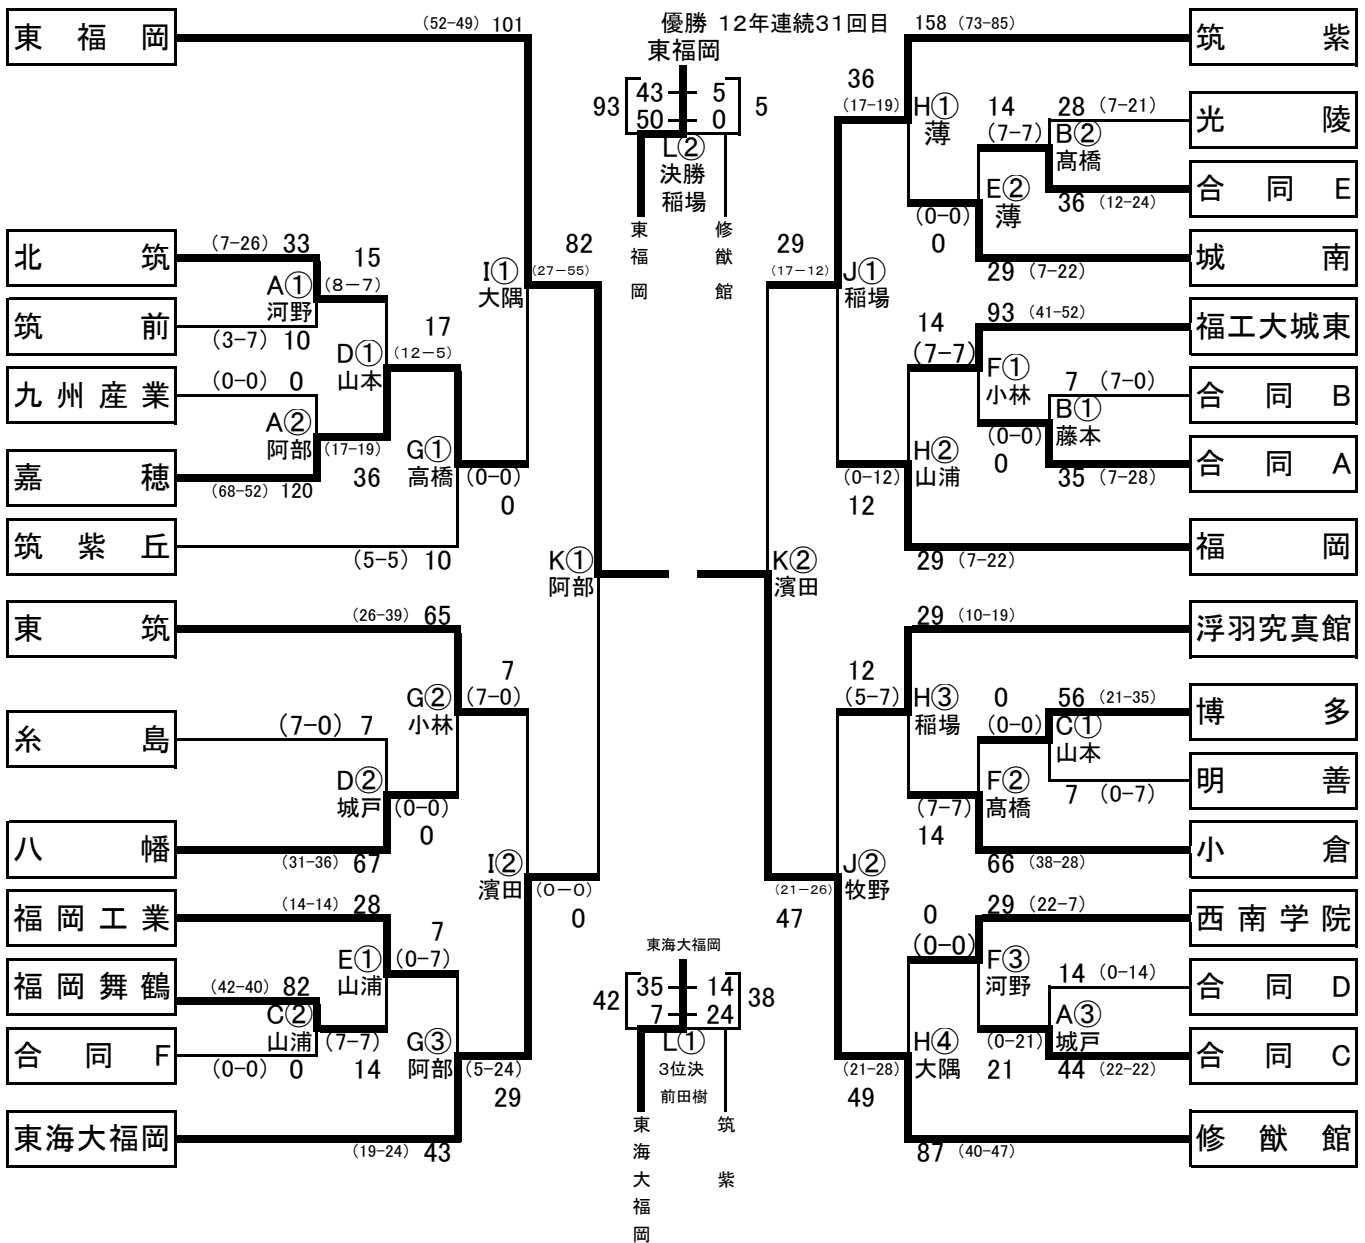 優勝 12年連続31回目
東福岡
93
43 5
50 0
5
L②
決勝
稲場
東福岡
修猷館
東福岡
(52-49) 101
北筑
(7-26) 33
A①
河野
15
(8-7)
筑前
(3-7) 10
D①
山本
17
(12-5)
九州産業
(0-0) 0
A②
阿部
(17-19)
36
嘉穂
(68-52) 120
G①
高橋
(0-0)
0
筑紫丘
(5-5) 10
I①
大隅
82
(27-55)
K①
阿部
東筑
(26-39) 65
G②
小林
7
(7-0)
糸島
(7-0) 7
D②
城戸
(0-0)
0
八幡
(31-36) 67
I②
濱田
(0-0)
0
福岡工業
(14-14) 28
E①
山浦
7
(0-7)
福岡舞鶴
(42-40) 82
C②
山浦
(7-7)
14
合同F
(0-0) 0
G③
阿部
(5-24)
29
東海大福岡
(19-24) 43
158 (73-85)
筑紫
36
(17-19)
H①
薄
14
(7-7)
28 (7-21)
光陵
B②
髙橋
36 (12-24)
合同E
E②
薄
(0-0)
0
29 (7-22)
城南
29
(17-12)
J①
稲場
93 (41-52)
福工大城東
14
(7-7)
F①
小林
7 (7-0)
合同B
B①
藤本
(0-0)
0
35 (7-28)
合同A
H②
山浦
(0-12)
12
29 (7-22)
福岡
K②
濱田
29 (10-19)
浮羽究真館
12
(5-7)
H③
稲場
0
(0-0)
56 (21-35)
博多
C①
山本
7 (0-7)
明善
F②
髙橋
(7-7)
14
66 (38-28)
小倉
J②
牧野
(21-26)
47
29 (22-7)
西南学院
0
(0-0)
F③
河野
14 (0-14)
合同D
A③
城戸
(0-21)
21
44 (22-22)
合同C
H④
大隅
(21-28)
49
87 (40-47)
修猷館
東海大福岡
42
35 14
7 24
38
L①
3位決
前田樹
東海大福岡
筑紫